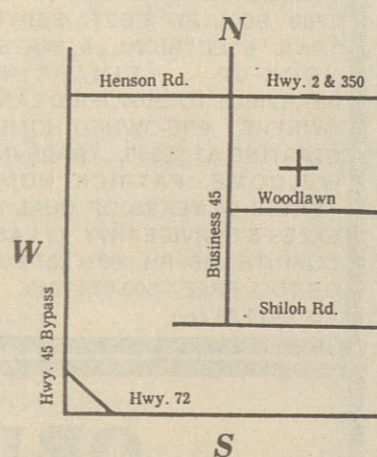 N
Henson Rd.
Hwy. 2 & 350
Woodlawn
Business 45
W
Shiloh Rd.
Hwy. 45 Bypass
Hwy. 72
S